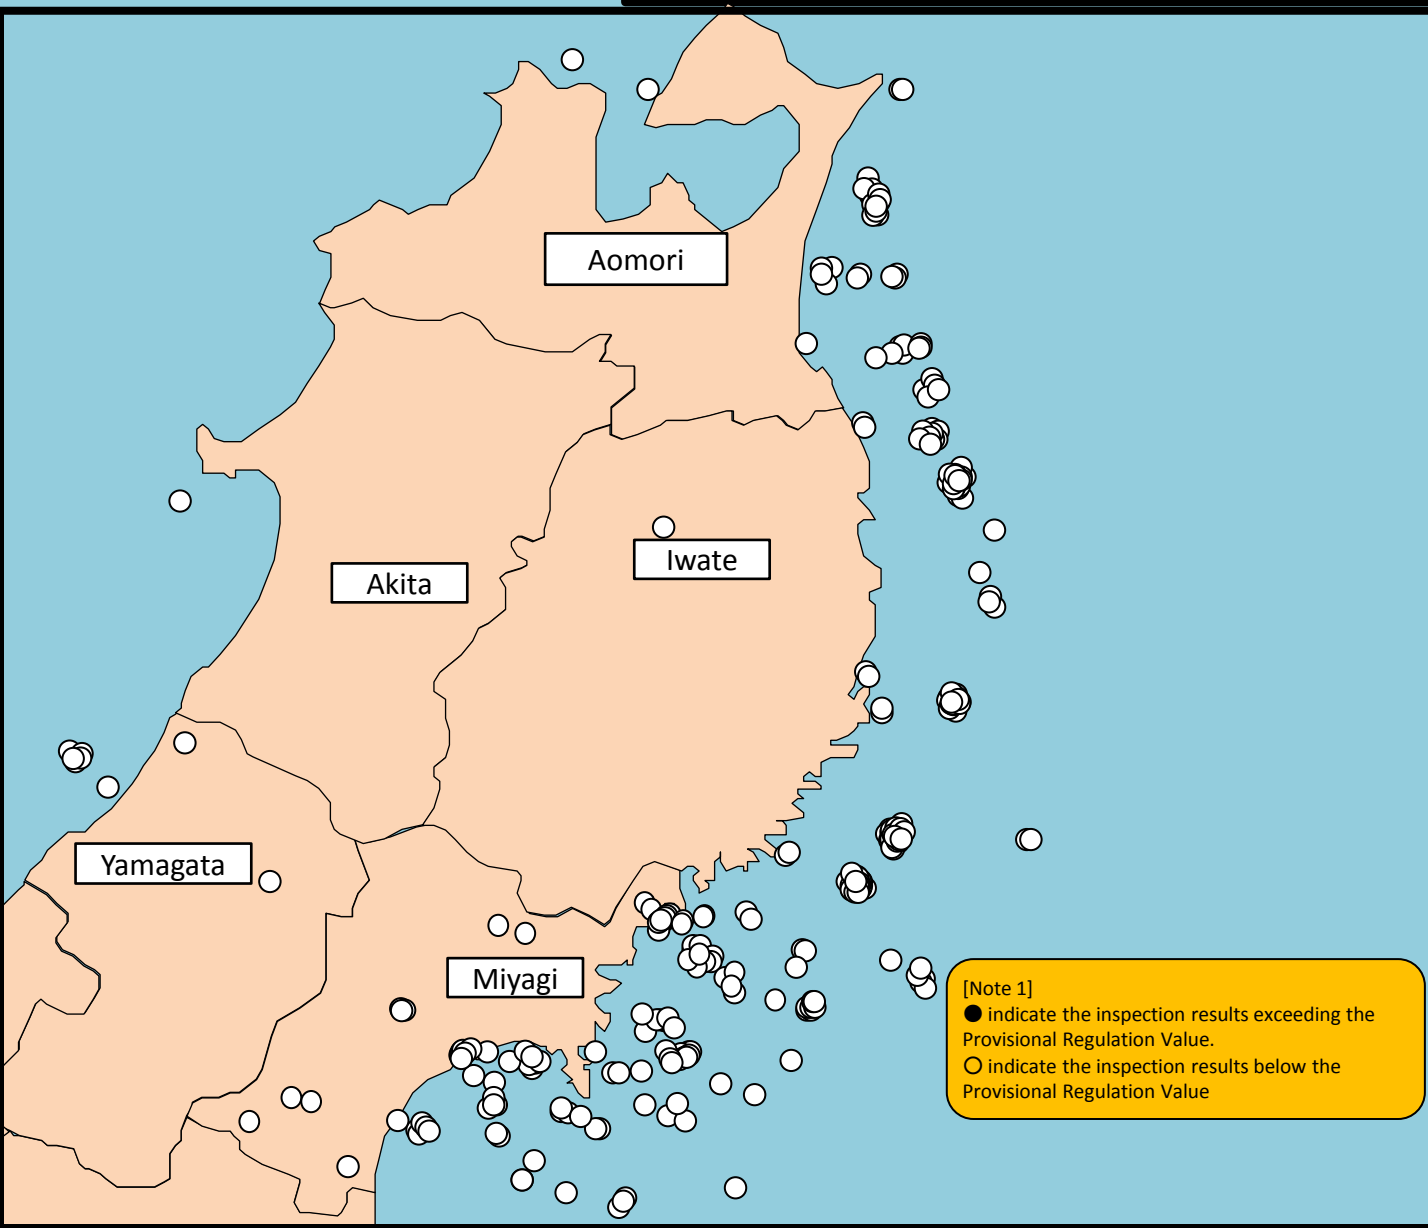 Aomori
Iwate
Akita
Yamagata
Miyagi
[Note 1]
● indicate the inspection results exceeding the
Provisional Regulation Value.
○ indicate the inspection results below the
Provisional Regulation Value